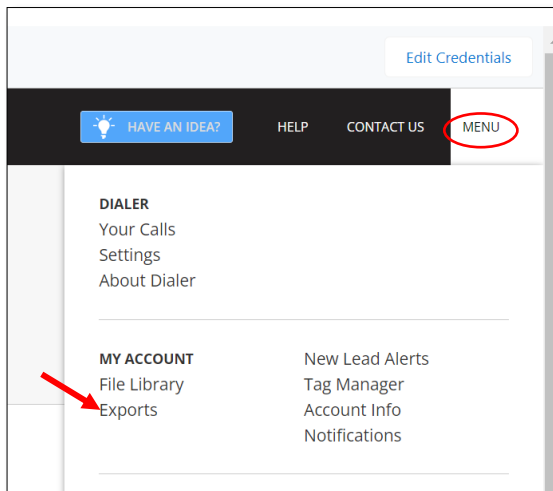 Edit Credentials
HAVE AN IDEA?
HELP
CONTACT US
MENU
DIALER
Your Calls
Settings
About Dialer
MY ACCOUNT
File Library
Exports
New Lead Alerts
Tag Manager
Account Info
Notifications